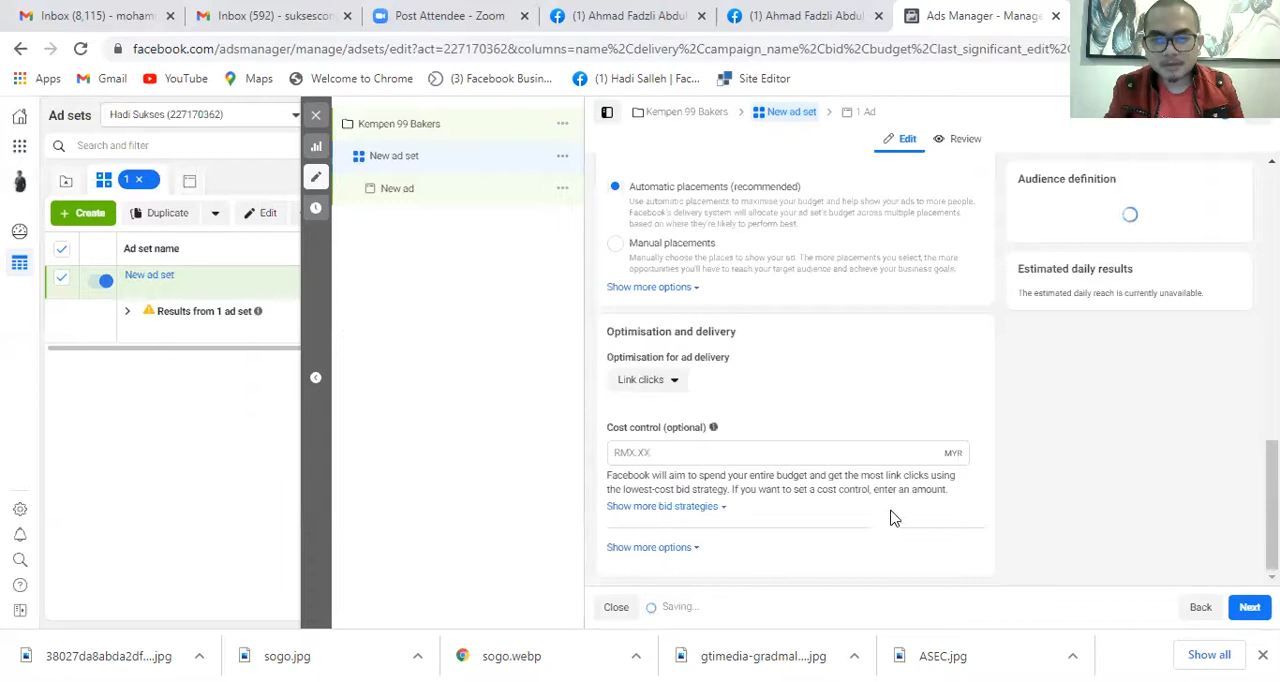 Inbox (8,115) - moham
Inbox (592) - suksescon
Post Attendee - Zoom
(1) Ahmad Fadzli Abdul
(1) Ahmad Fadzli Abdul
Ads Manager - Manage
facebook.com/adsmanager/manage/adsets/edit?act=227170362&columns=name%2Cdelivery%2Ccampaign_name%2Cbid%2Cbudget%2Clast_significant_edit%
Apps
Gmail
YouTube
Maps
Welcome to Chrome
(3) Facebook Busin...
(1) Hadi Salleh | Fac...
Site Editor
Ad sets
Hadi Sukses (227170362)
Search and filter
1 ×
+ Create
Duplicate
Edit
Ad set name
New ad set
Results from 1 ad set
Kempen 99 Bakers
New ad set
New ad
Kempen 99 Bakers
New ad set
1 Ad
Edit
Review
Automatic placements (recommended)
Use automatic placements to maximise your budget and help show your ads to more people.
Facebook's delivery system will allocate your ad set's budget across multiple placements
based on where they're likely to perform best.
Manual placements
Manually choose the places to show your ad. The more placements you select, the more
opportunities you'll have to reach your target audience and achieve your business goals.
Show more options
Optimisation and delivery
Optimisation for ad delivery
Link clicks
Cost control (optional)
RMX.XX
MYR
Facebook will aim to spend your entire budget and get the most link clicks using
the lowest-cost bid strategy. If you want to set a cost control, enter an amount.
Show more bid strategies
Show more options
Audience definition
Estimated daily results
The estimated daily reach is currently unavailable.
Close
Saving...
Back
Next
38027da8abda2df....jpg
sogo.jpg
sogo.webp
gtimedia-gradmal....jpg
ASEC.jpg
Show all